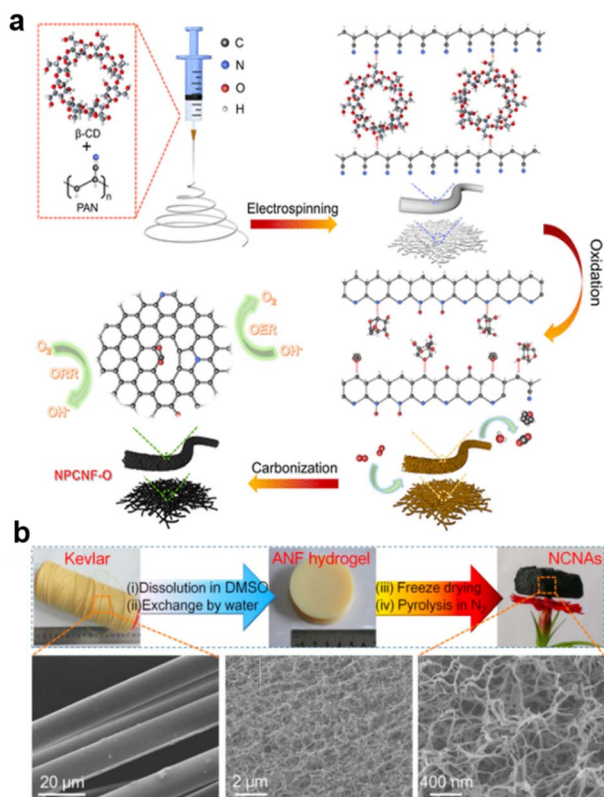 a
C
N
O
H
β-CD
+
PAN
n
Electrospinning
Oxidation
O₂
OER
OH⁻
O₂
ORR
OH⁻
NPCNF-O
Carbonization
b
Kevlar
(i)Dissolution in DMSO
(ii)Exchange by water
ANF hydrogel
(iii) Freeze drying
(iv) Pyrolysis in N₂
NCNAs
20 μm
2 μm
400 nm